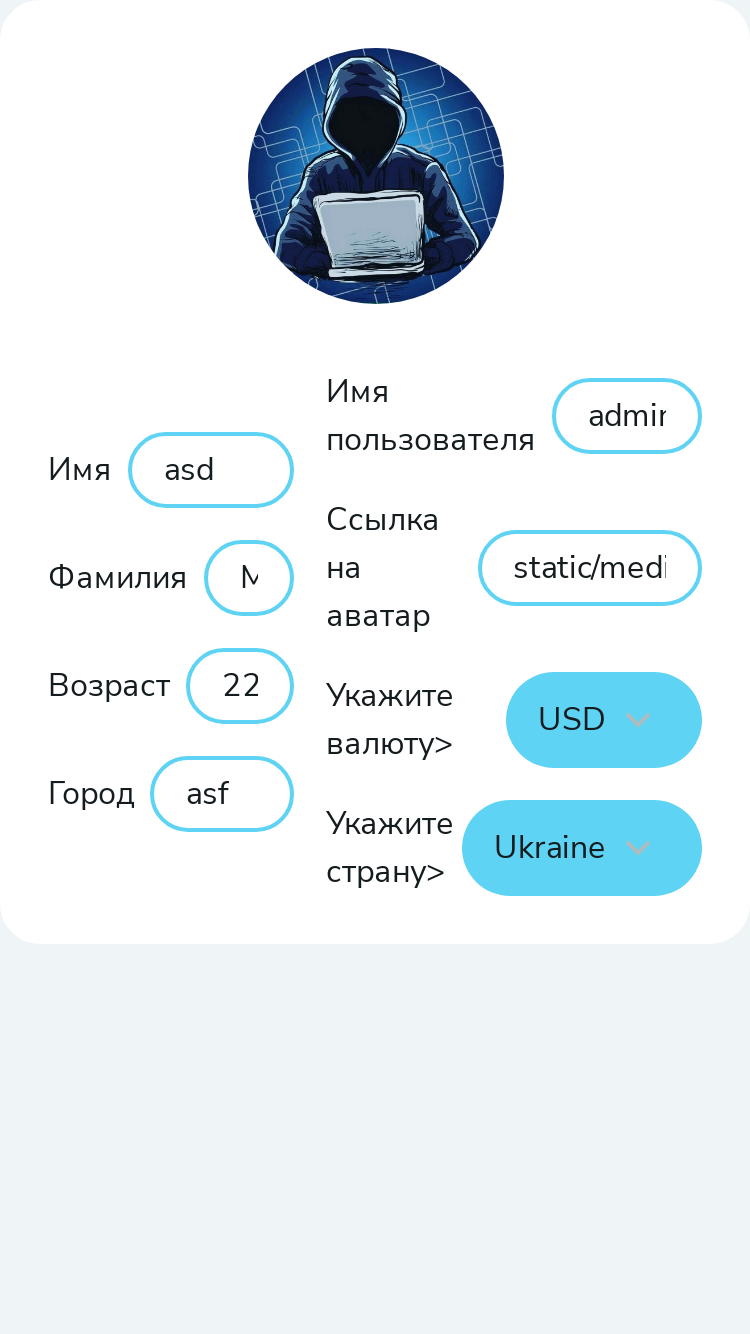 Имя
asd
Фамилия
Возраст
22
Город
asf
Имя
пользователя
admin
Ссылка
на
аватар
static/medi
Укажите
валюту>
USD
Укажите
страну>
Ukraine